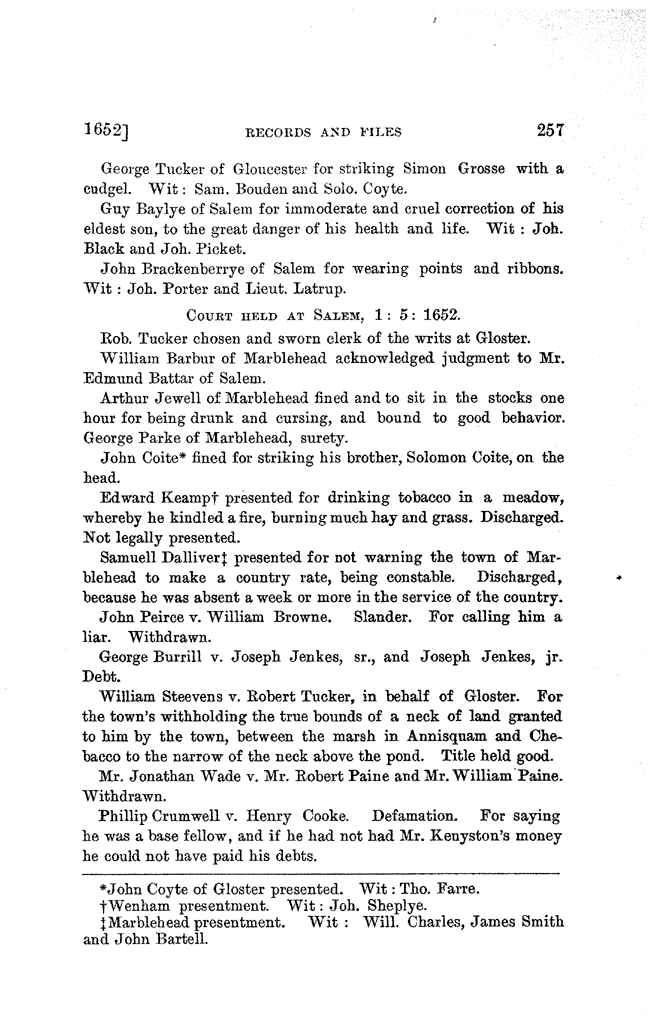 1652] RECORDS AND FILES 257
George Tucker of Gloucester for striking Simon Grosse with a
cudgel. Wit: Sam. Bouden and Solo. Coyte.
Guy Baylye of Salem for immoderate and cruel correction of his
eldest son, to the great danger of his health and life. Wit : Joh.
Black and Joh. Picket.
John Brackenberrye of Salem for wearing points and ribbons.
Wit : Joh. Porter and Lieut. Latrup.
COURT HELD AT SALEM, 1 : 5 : 1652.
Rob. Tucker chosen and sworn clerk of the writs at Gloster.
William Barbur of Marblehead acknowledged judgment to Mr.
Edmund Battar of Salem.
Arthur Jewell of Marblehead fined and to sit in the stocks one
hour for being drunk and cursing, and bound to good behavior.
George Parke of Marblehead, surety.
John Coite* fined for striking his brother, Solomon Coite, on the
head.
Edward Keamp† presented for drinking tobacco in a meadow,
whereby he kindled a fire, burning much hay and grass. Discharged.
Not legally presented.
Samuell Dalliver‡ presented for not warning the town of Mar-
blehead to make a country rate, being constable. Discharged,
because he was absent a week or more in the service of the country.
John Peirce v. William Browne. Slander. For calling him a
liar. Withdrawn.
George Burrill v. Joseph Jenkes, sr., and Joseph Jenkes, jr.
Debt.
William Steevens v. Robert Tucker, in behalf of Gloster. For
the town's withholding the true bounds of a neck of land granted
to him by the town, between the marsh in Annisquam and Che-
bacco to the narrow of the neck above the pond. Title held good.
Mr. Jonathan Wade v. Mr. Robert Paine and Mr. William Paine.
Withdrawn.
Phillip Crumwell v. Henry Cooke. Defamation. For saying
he was a base fellow, and if he had not had Mr. Kenyston's money
he could not have paid his debts.
*John Coyte of Gloster presented. Wit : Tho. Farre.
†Wenham presentment. Wit : Joh. Sheplye.
‡Marblehead presentment. Wit : Will. Charles, James Smith
and John Bartell.